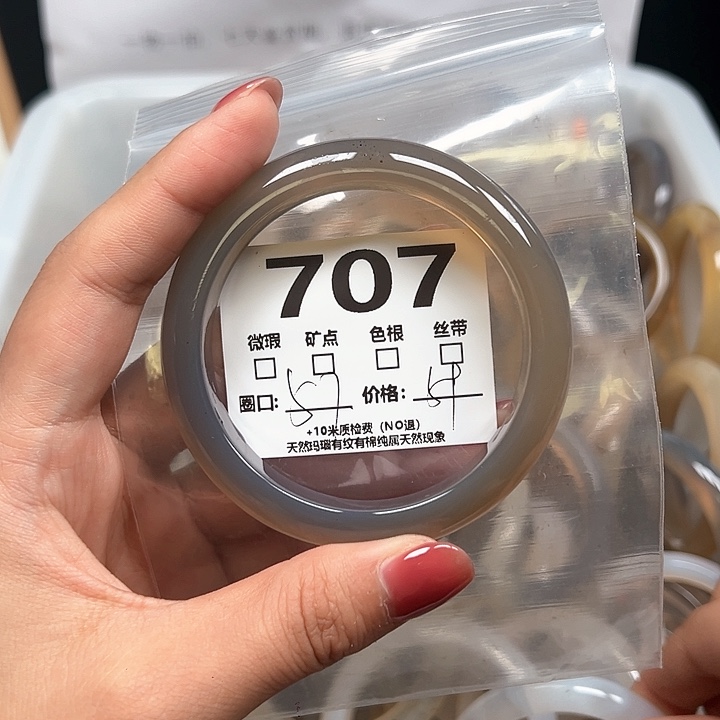 707
微瑕 矿点 色根 丝带
圈口: 57 价格:
+10米质检费（NO退）
天然玛瑙有纹有棉纯属天然现象